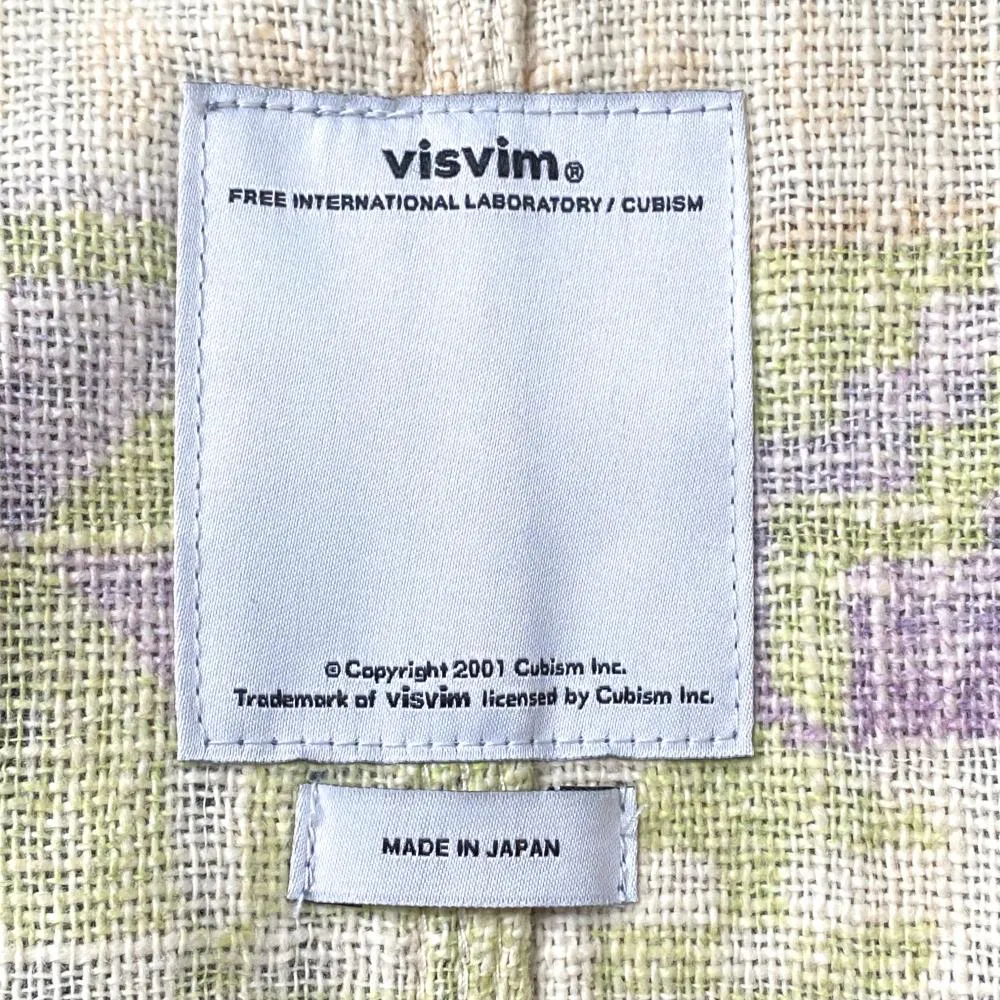 visvim®
FREE INTERNATIONAL LABORATORY / CUBISM
© Copyright 2001 Cubism Inc.
Trademark of visvim licensed by Cubism Inc.
MADE IN JAPAN